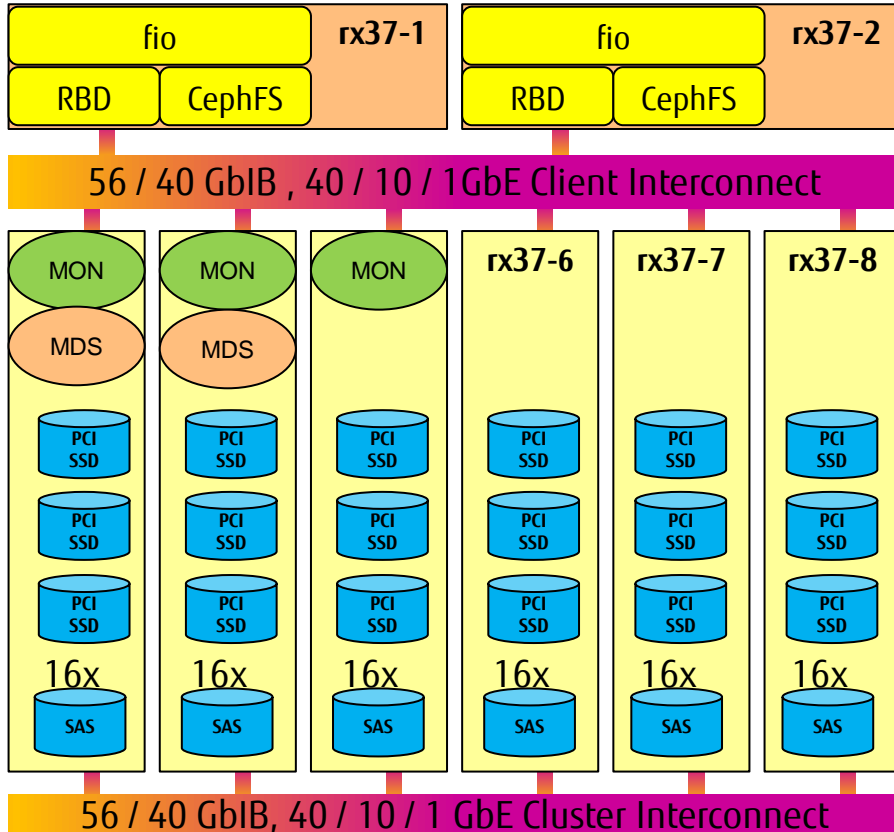 fio
rx37-1
RBD
CephFS
fio
rx37-2
RBD
CephFS
56 / 40 GbIB , 40 / 10 / 1GbE Client Interconnect
MON
MON
MON
rx37-6
rx37-7
rx37-8
MDS
MDS
PCI
SSD
PCI
SSD
PCI
SSD
PCI
SSD
PCI
SSD
PCI
SSD
PCI
SSD
PCI
SSD
PCI
SSD
PCI
SSD
PCI
SSD
PCI
SSD
PCI
SSD
PCI
SSD
PCI
SSD
PCI
SSD
PCI
SSD
PCI
SSD
16x
16x
16x
16x
16x
16x
SAS
SAS
SAS
SAS
SAS
SAS
56 / 40 GbIB, 40 / 10 / 1 GbE Cluster Interconnect